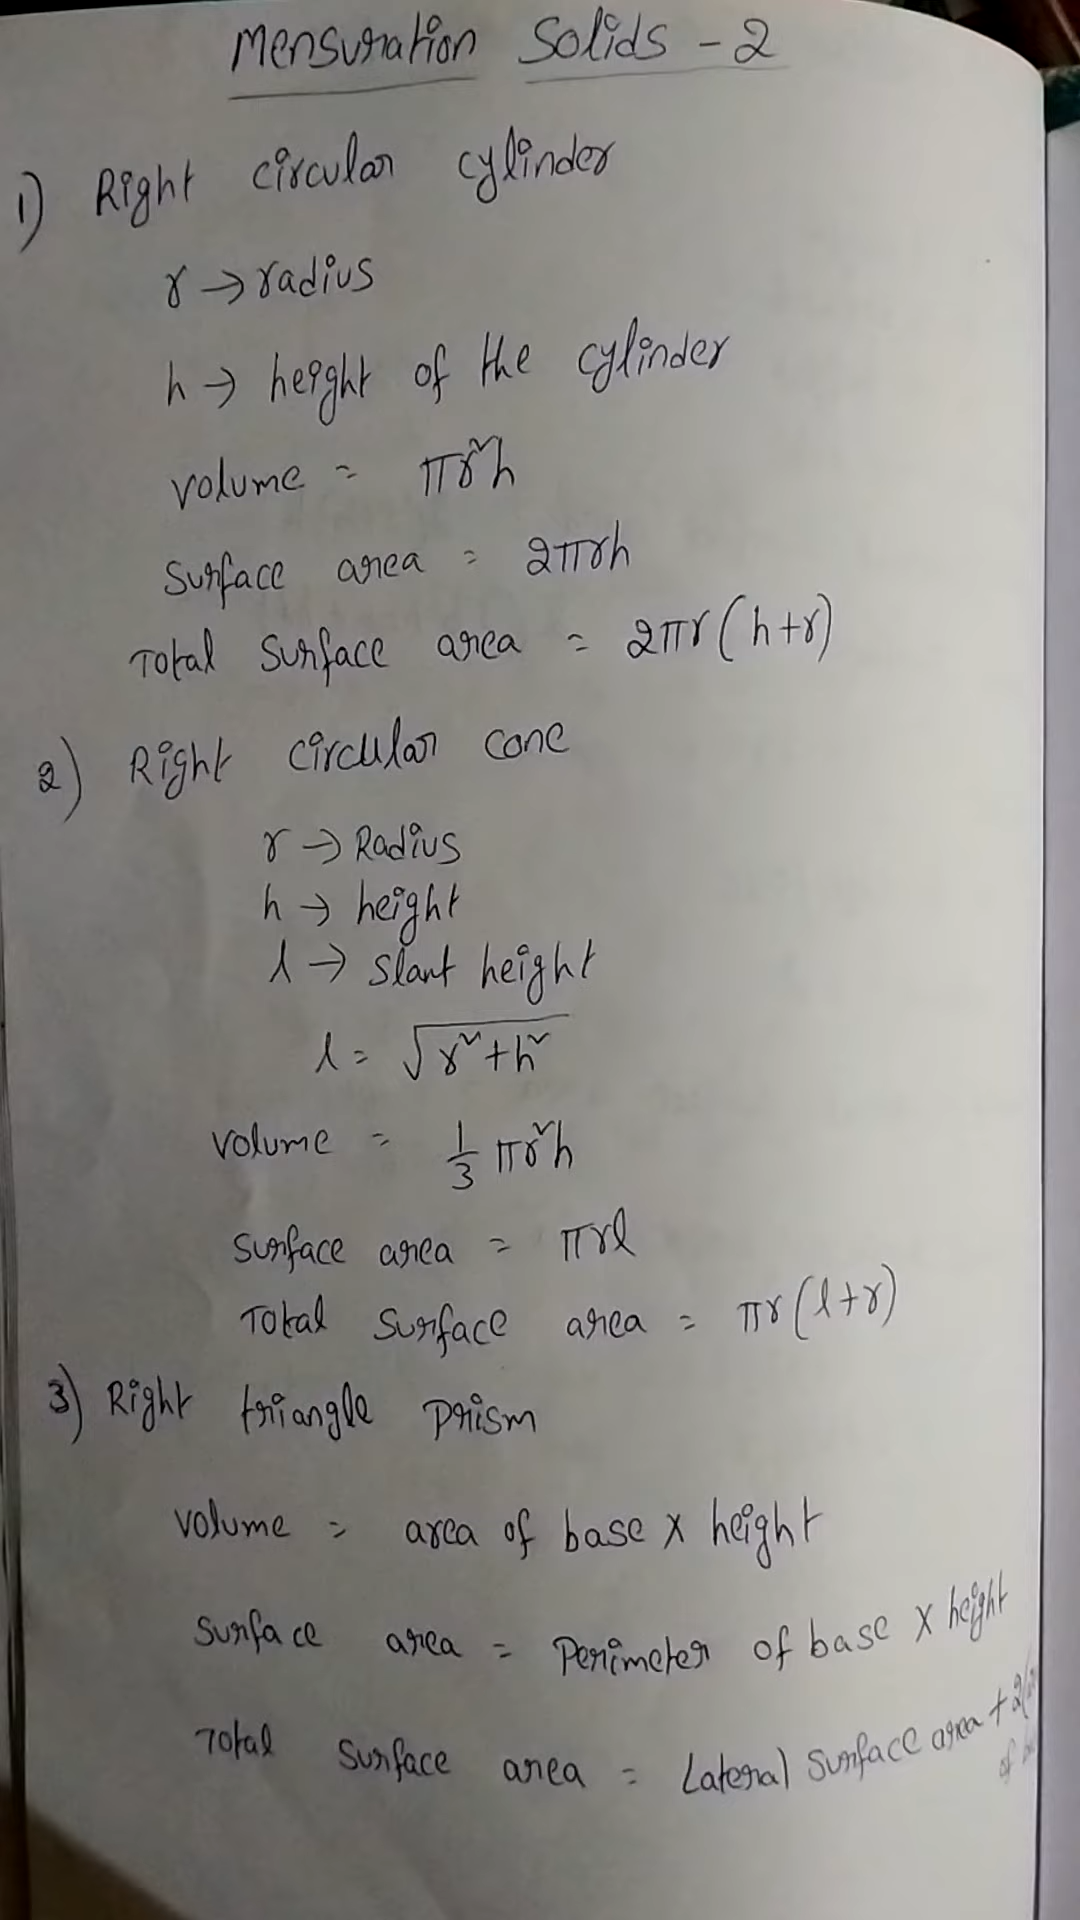 Mensuration Solids - 2
1) Right circular cylinder
r → radius
h → height of the cylinder
volume = πr²h
Surface area = 2πrh
Total surface area = 2πr(h+r)
2) Right circular cone
r → Radius
h → height
l → slant height
l = √r²+h²
volume = 1/3 πr²h
surface area = πrl
Total surface area = πr(l+r)
3) Right triangle prism
volume = area of base x height
surface area = Perimeter of base x height
Total surface area = Lateral surface area + 2(
of